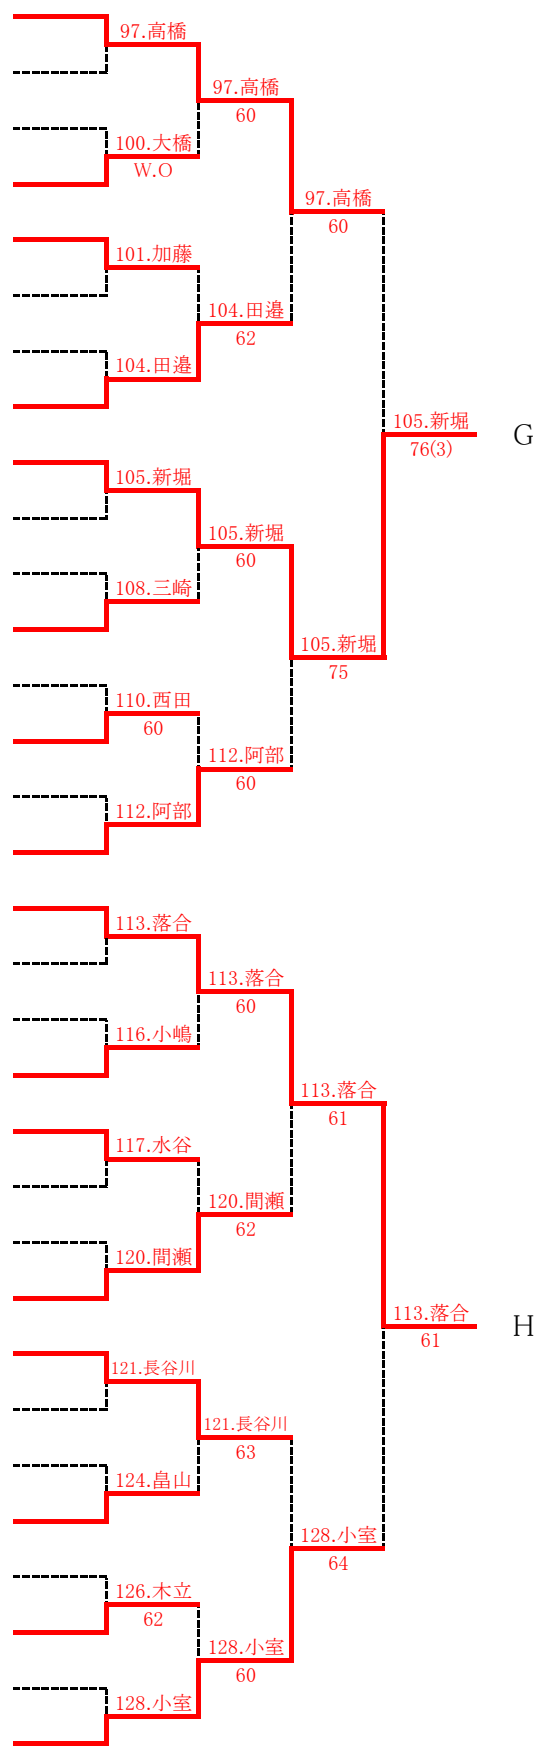 97.高橋
97.高橋
60
100.大橋
W.O
97.高橋
60
101.加藤
104.田邉
62
104.田邉
105.新堀
76(3)
G
105.新堀
105.新堀
60
108.三崎
105.新堀
75
110.西田
60
112.阿部
60
112.阿部
113.落合
113.落合
60
116.小嶋
113.落合
61
117.水谷
120.間瀬
62
120.間瀬
113.落合
61
H
121.長谷川
121.長谷川
63
124.畠山
128.小室
64
126.木立
62
128.小室
60
128.小室